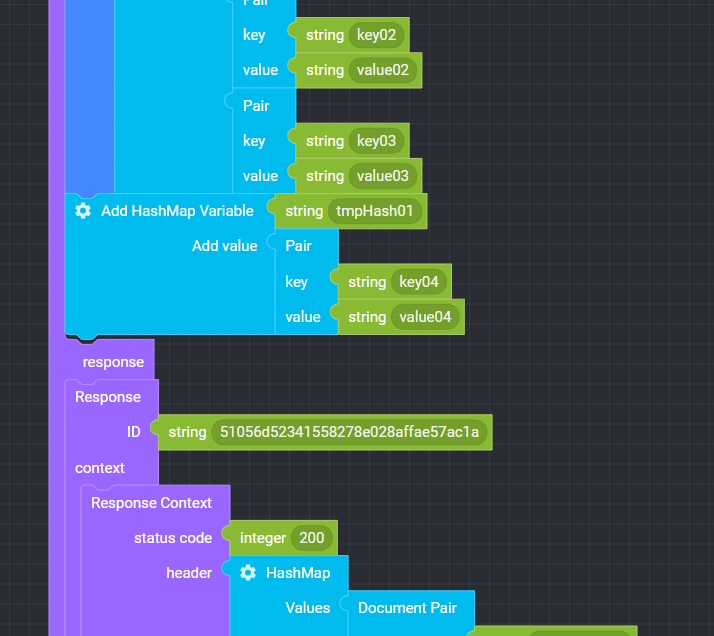 Pair
key string key02
value string value02
Pair
key string key03
value string value03
Add HashMap Variable string tmpHash01
Add value Pair
key string key04
value string value04
response
Response
ID string 51056d52341558278e028affae57ac1a
context
Response Context
status code integer 200
header HashMap
Values Document Pair